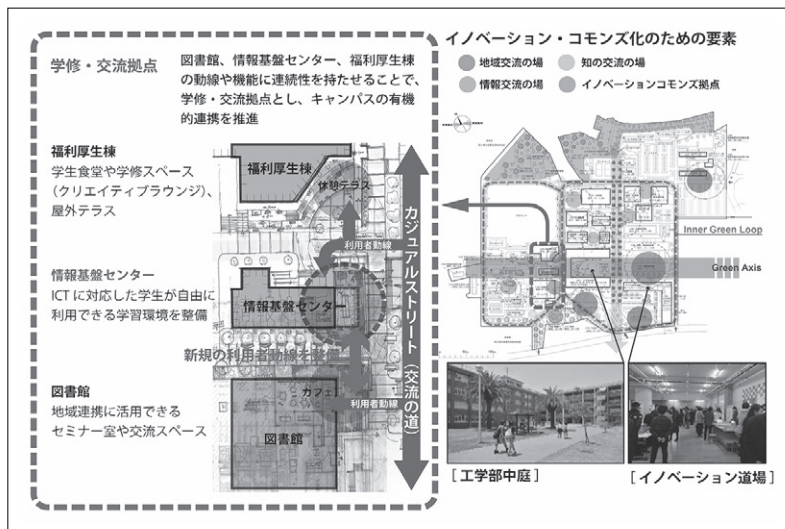 学修・交流拠点
図書館、情報基盤センター、福利厚生棟
の動線や機能に連続性を持たせることで、
学修・交流拠点とし、キャンパスの有機
的連携を推進
福利厚生棟
学生食堂や学修スペース
(クリエイティブラウンジ)、
屋外テラス
情報基盤センター
ICTに対応した学生が自由に
利用できる学習環境を整備
図書館
地域連携に活用できる
セミナー室や交流スペース
福利厚生棟
休憩テラス
利用者動線
情報基盤センター
新規の利用者動線を整備
カフェ
利用者動線
図書館
カジュアルストリート(交流の道)
イノベーション・コモンズ化のための要素
地域交流の場
知の交流の場
情報交流の場
イノベーションコモンズ拠点
Inner Green Loop
Green Axis
[工学部中庭]
[イノベーション道場]